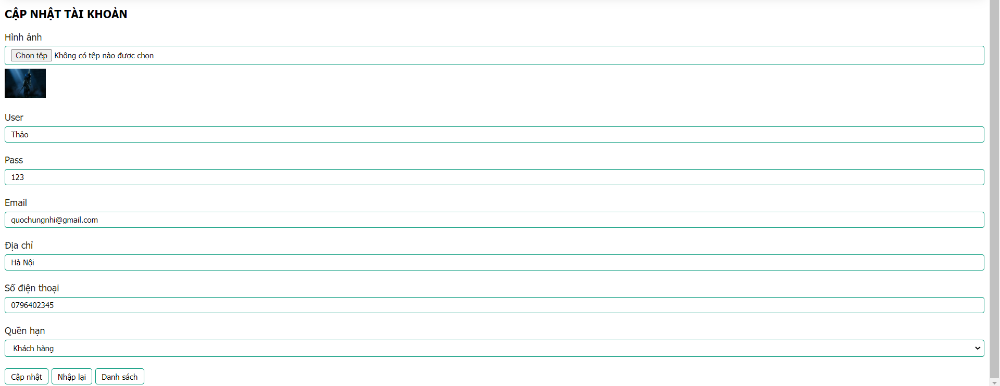 CẬP NHẬT TÀI KHOẢN
Hình ảnh
Chọn tệp Không có tệp nào được chọn
User
Thảo
Pass
123
Email
quochungnhi@gmail.com
Địa chỉ
Hà Nội
Số điện thoại
0796402345
Quền hạn
Khách hàng
Cập nhật Nhập lại Danh sách